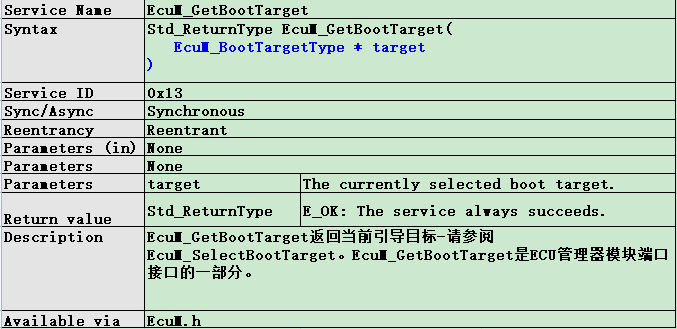 Service Name EcuM_GetBootTarget
Syntax Std_ReturnType EcuM_GetBootTarget(
EcuM_BootTargetType * target
)
Service ID 0x13
Sync/Async Synchronous
Reentrancy Reentrant
Parameters (in) None
Parameters None
Parameters target The currently selected boot target.
Return value Std_ReturnType E_OK: The service always succeeds.
Description EcuM_GetBootTarget返回当前引导目标-请参阅
EcuM_SelectBootTarget。EcuM_GetBootTarget是ECU管理器模块端口
接口的一部分。
Available via EcuM.h